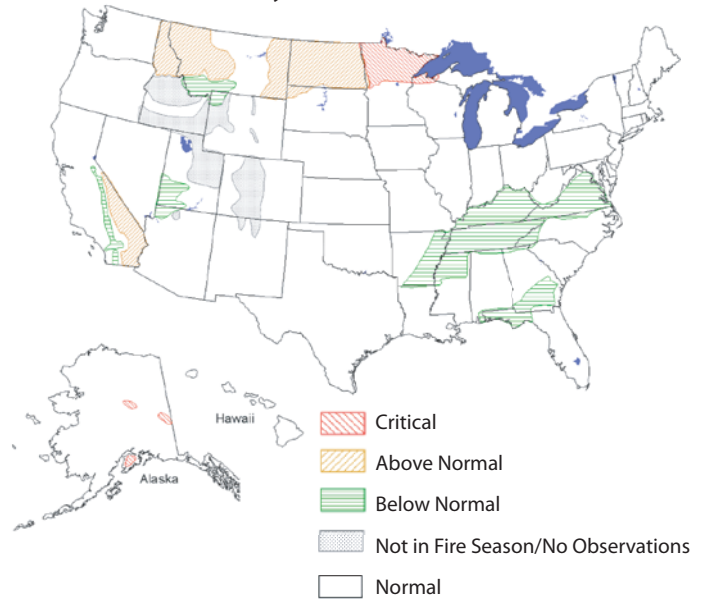 Hawaii
Alaska
Critical
Above Normal
Below Normal
Not in Fire Season/No Observations
Normal